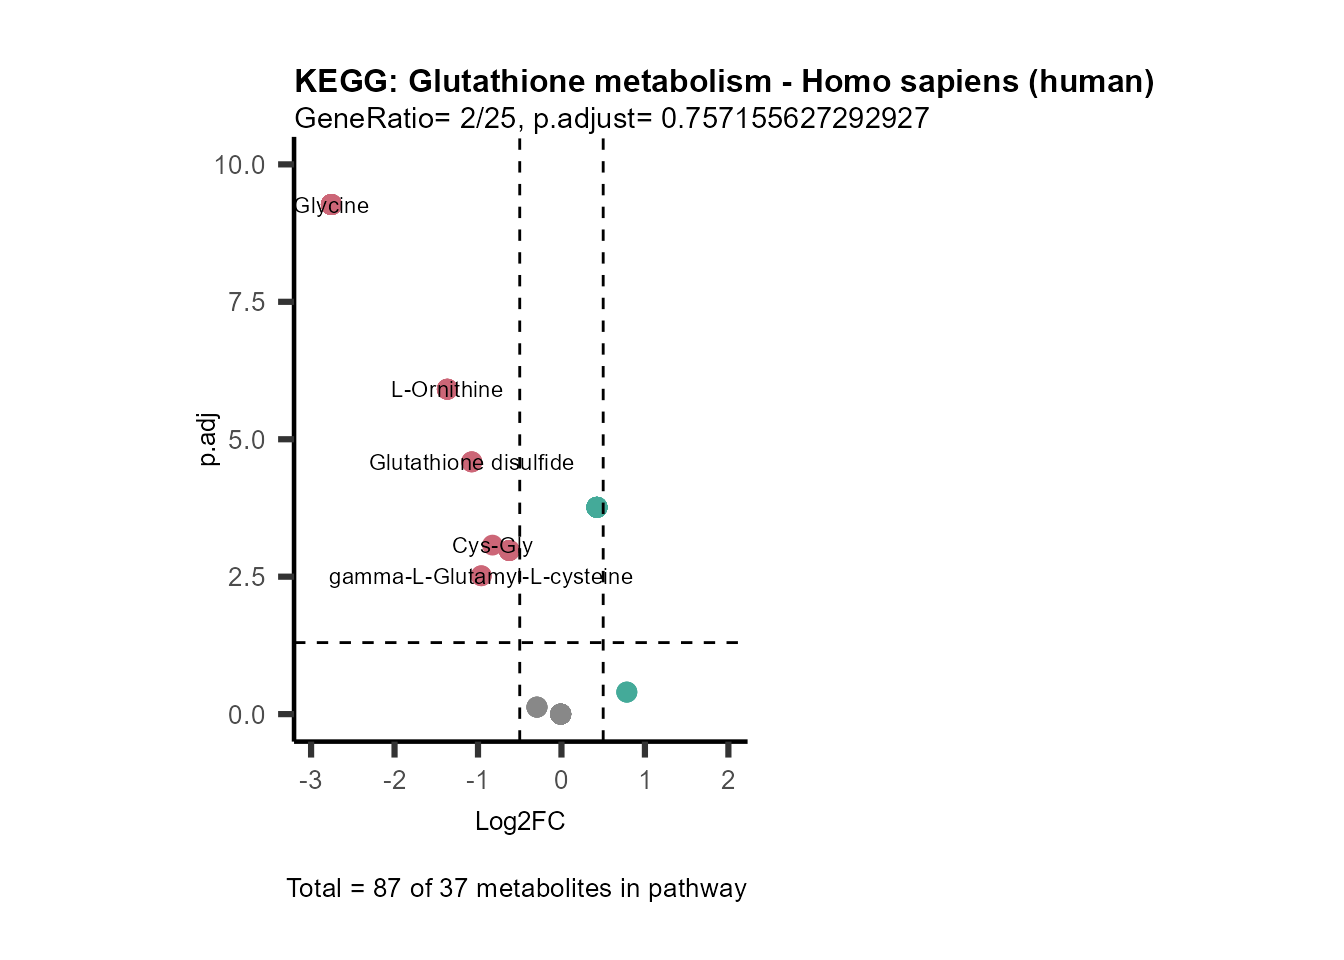 KEGG: Glutathione metabolism - Homo sapiens (human)
GeneRatio= 2/25, p.adjust= 0.757155627292927
10.0
Glycine
7.5
L-Ornithine
p.adj
5.0
Glutathione disulfide
Cys-Gly
2.5
gamma-L-Glutamyl-L-cysteine
0.0
-3 -2 -1 0 1 2
Log2FC
Total = 87 of 37 metabolites in pathway